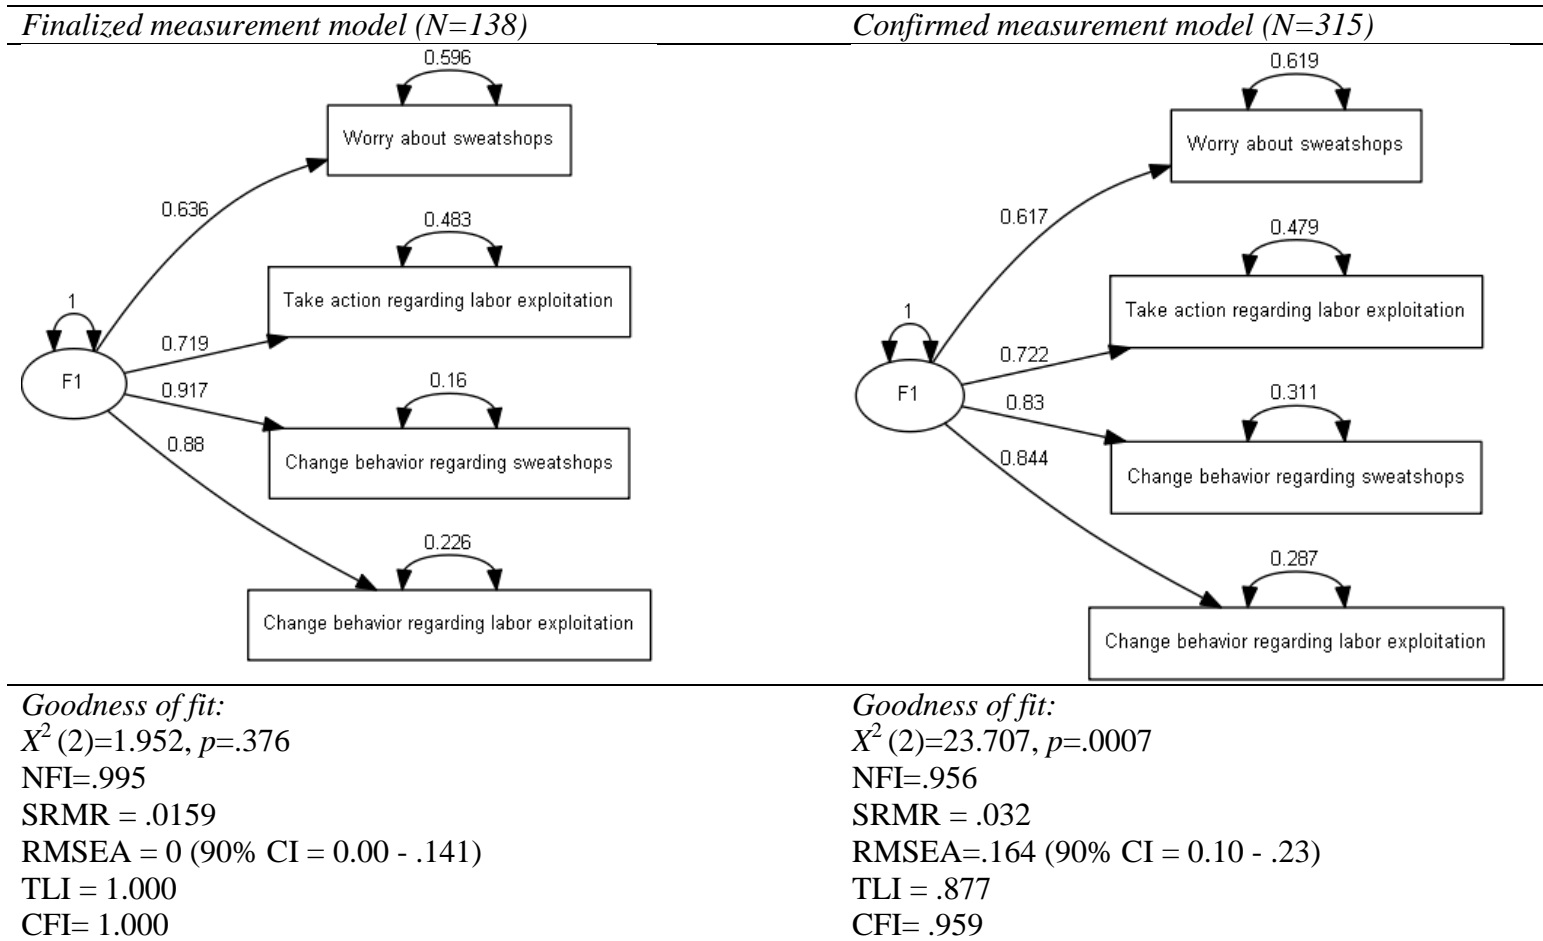 Finalized measurement model (N=138)
0.596
Worry about sweatshops
0.636
0.483
Take action regarding labor exploitation
1
0.719
F1
0.917
0.16
0.88
Change behavior regarding sweatshops
0.226
Change behavior regarding labor exploitation
Goodness of fit:
X² (2)=1.952, p=.376
NFI=.995
SRMR = .0159
RMSEA = 0 (90% CI = 0.00 - .141)
TLI = 1.000
CFI= 1.000
Confirmed measurement model (N=315)
0.619
Worry about sweatshops
0.617
0.479
Take action regarding labor exploitation
1
0.722
F1
0.83
0.311
0.844
Change behavior regarding sweatshops
0.287
Change behavior regarding labor exploitation
Goodness of fit:
X² (2)=23.707, p=.0007
NFI=.956
SRMR = .032
RMSEA=.164 (90% CI = 0.10 - .23)
TLI = .877
CFI= .959